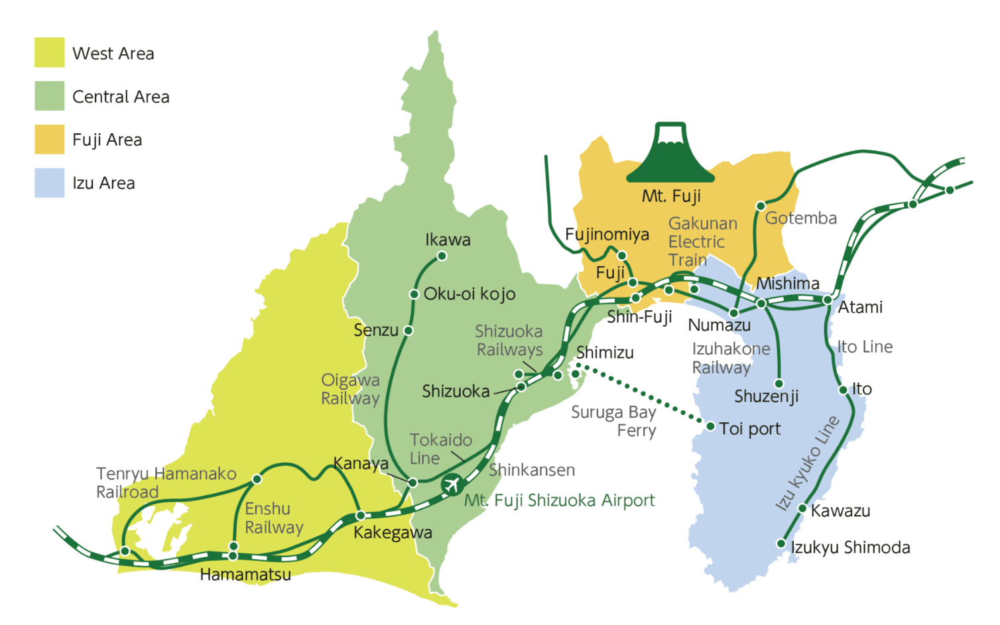 West Area
Central Area
Fuji Area
Izu Area
Mt. Fuji
Gakunan
Electric
Train
Gotemba
Fujinomiya
Fuji
Ikawa
Oku-oi kojo
Senzu
Mishima
Atami
Shin-Fuji
Numazu
Shizuoka
Railways
Shimizu
Izuhakone
Railway
Ito Line
Oigawa
Railway
Shizuoka
Shuzenji
Ito
Suruga Bay
Ferry
Toi port
Tokaido
Line
Kanaya
Shinkansen
Izu kyuko Line
Tenryu Hamanako
Railroad
Mt. Fuji Shizuoka Airport
Enshu
Railway
Kakegawa
Kawazu
Izukyu Shimoda
Hamamatsu